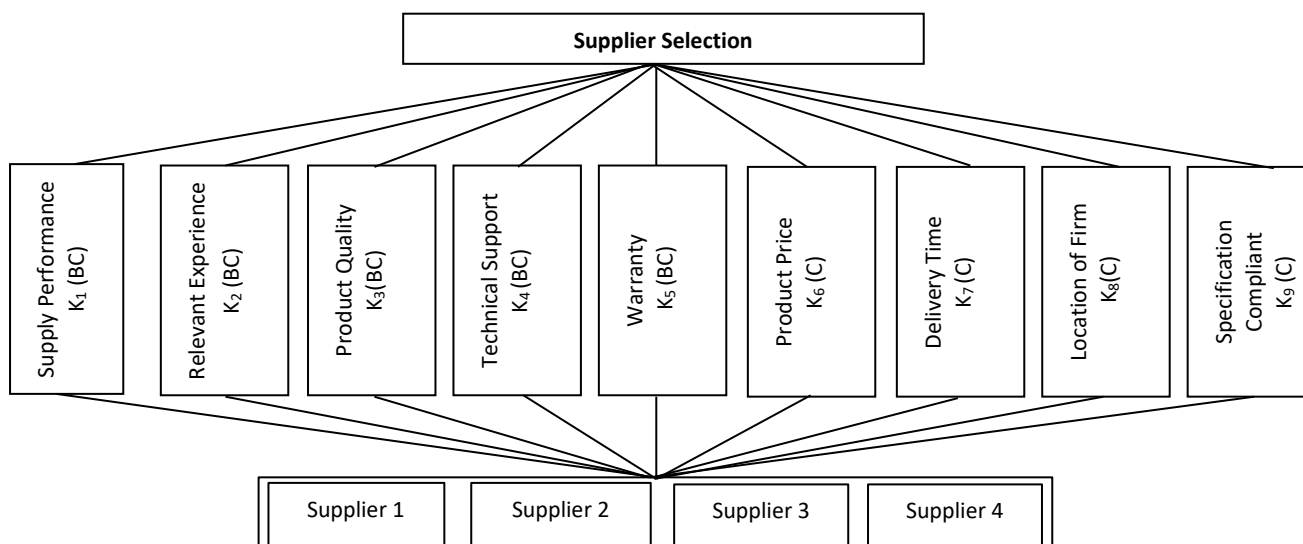 Supplier Selection
Supply Performance
K₁ (BC)
Relevant Experience
K₂ (BC)
Product Quality
K₃(BC)
Technical Support
K₄ (BC)
Warranty
K₅ (BC)
Product Price
K₆ (C)
Delivery Time
K₇ (C)
Location of Firm
K₈(C)
Specification
Compliant
K₉ (C)
Supplier 1
Supplier 2
Supplier 3
Supplier 4